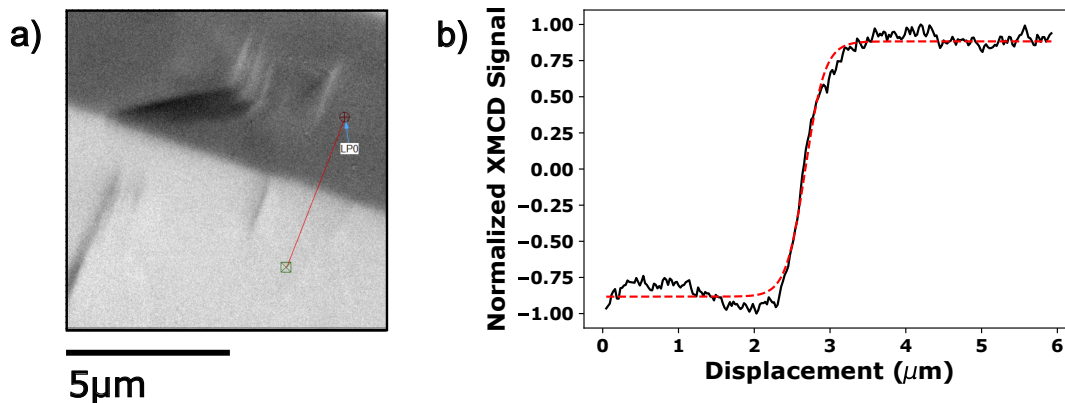 a)
LP0
5μm
b)
Normalized XMCD Signal
1.00
0.75
0.50
0.25
0.00
−0.25
−0.50
−0.75
−1.00
0 1 2 3 4 5 6
Displacement (μm)